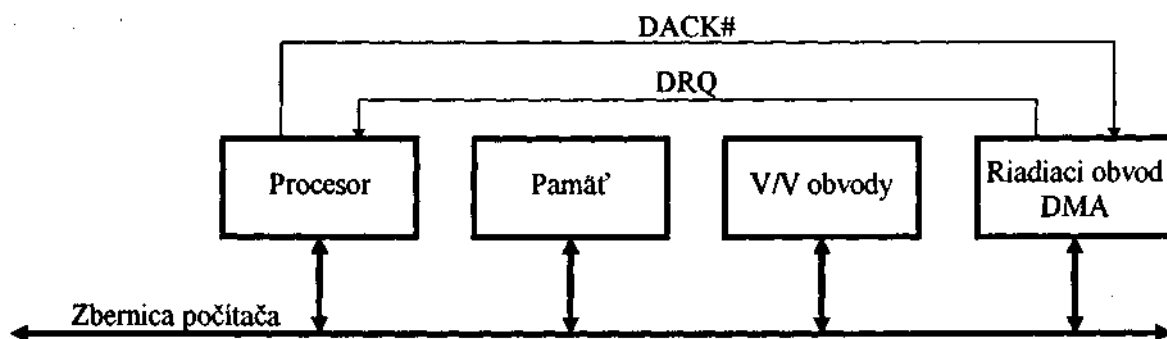 DACK#
DRQ
Procesor
Pamäť
V/V obvody
Riadiaci obvod
DMA
Zbernica počítača